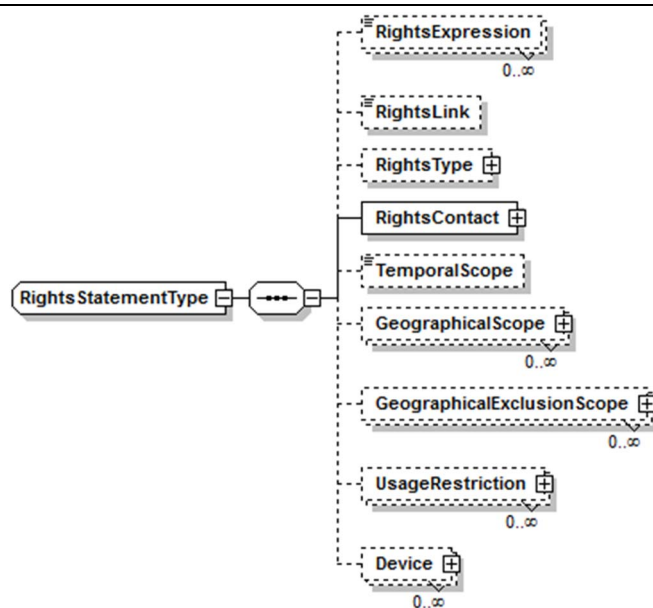 RightsExpression
0..∞
RightsLink
RightsType
RightsContact
RightsStatementType
TemporalScope
GeographicalScope
0..∞
GeographicalExclusionScope
0..∞
UsageRestriction
0..∞
Device
0..∞